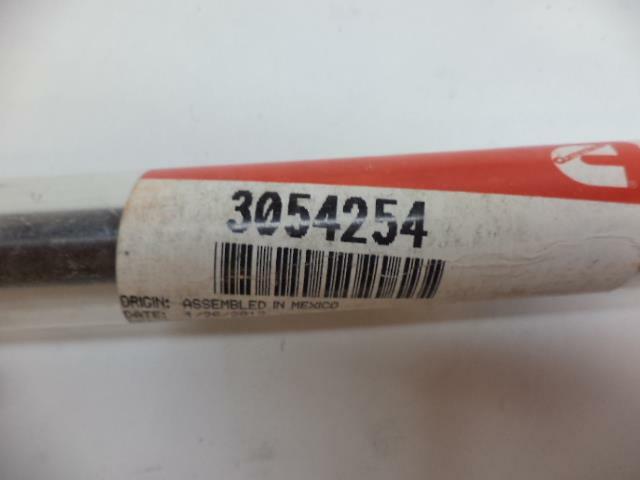 3054254
ORIGIN: ASSEMBLED IN MEXICO
DATE: